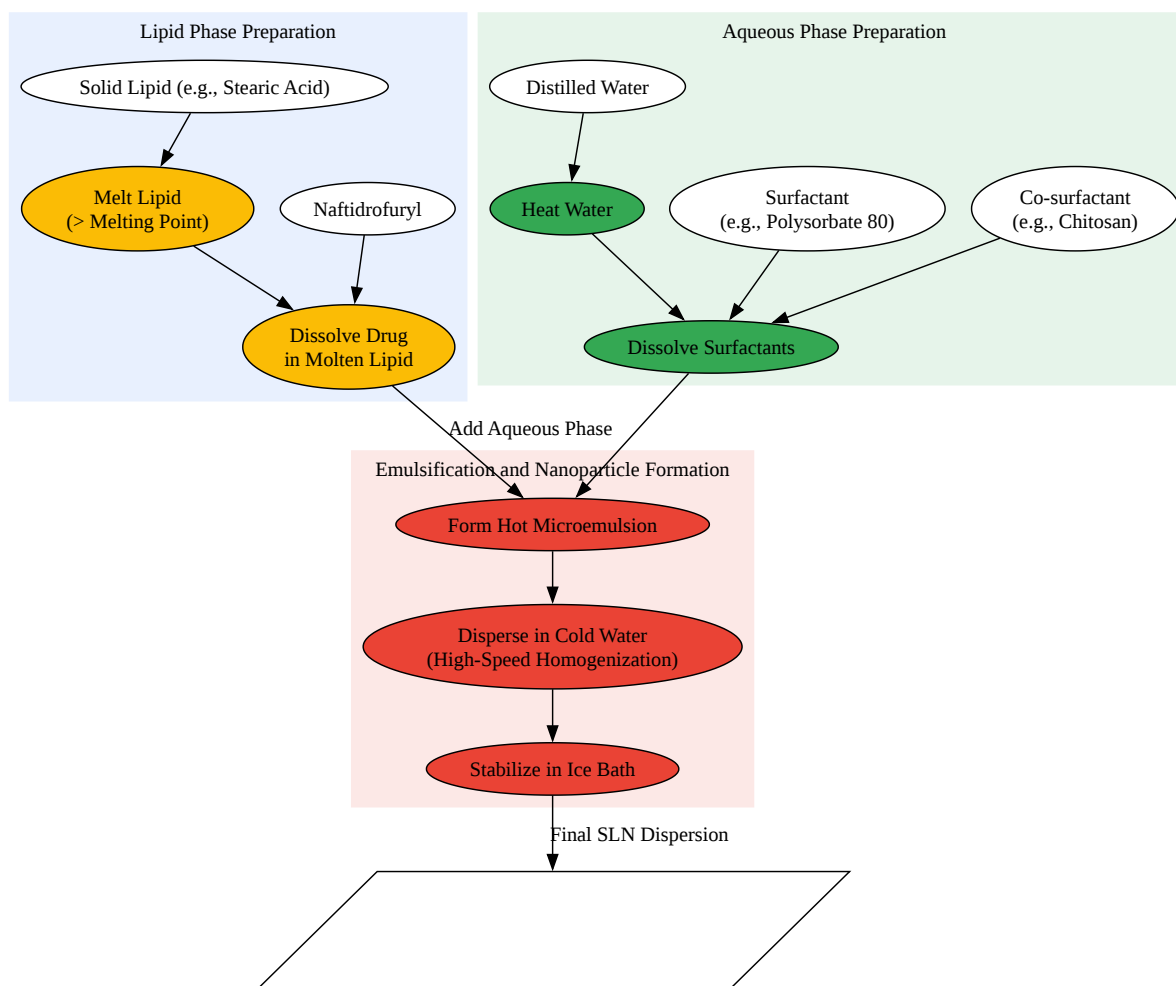 Lipid Phase Preparation
Solid Lipid (e.g., Stearic Acid)
Melt Lipid
(> Melting Point)
Naftidrofuryl
Dissolve Drug
in Molten Lipid
Aqueous Phase Preparation
Distilled Water
Heat Water
Surfactant
(e.g., Polysorbate 80)
Co-surfactant
(e.g., Chitosan)
Dissolve Surfactants
Add Aqueous Phase
Emulsification and Nanoparticle Formation
Form Hot Microemulsion
Disperse in Cold Water
(High-Speed Homogenization)
Stabilize in Ice Bath
Final SLN Dispersion